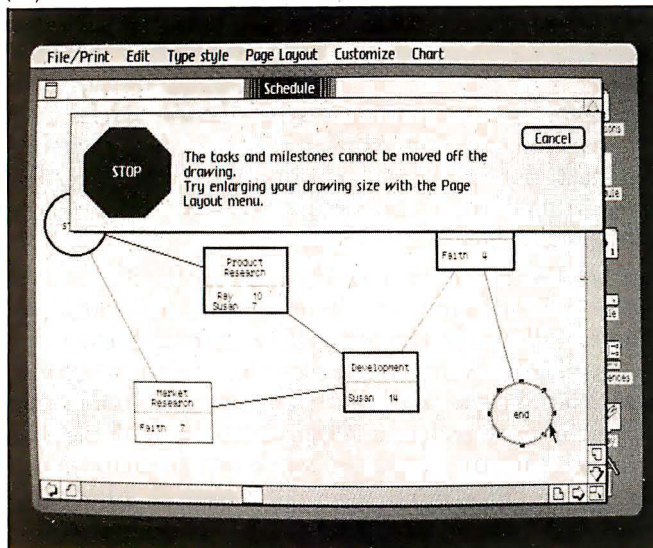 File/Print Edit Type style Page Layout Customize Chart
Schedule
Cancel
STOP
The tasks and milestones cannot be moved off the
drawing.
Try enlarging your drawing size with the Page
Layout menu.
Product
Research
Ray 10
Susan 7
Faith 4
Development
Susan 14
Market
Research
Faith 7
end